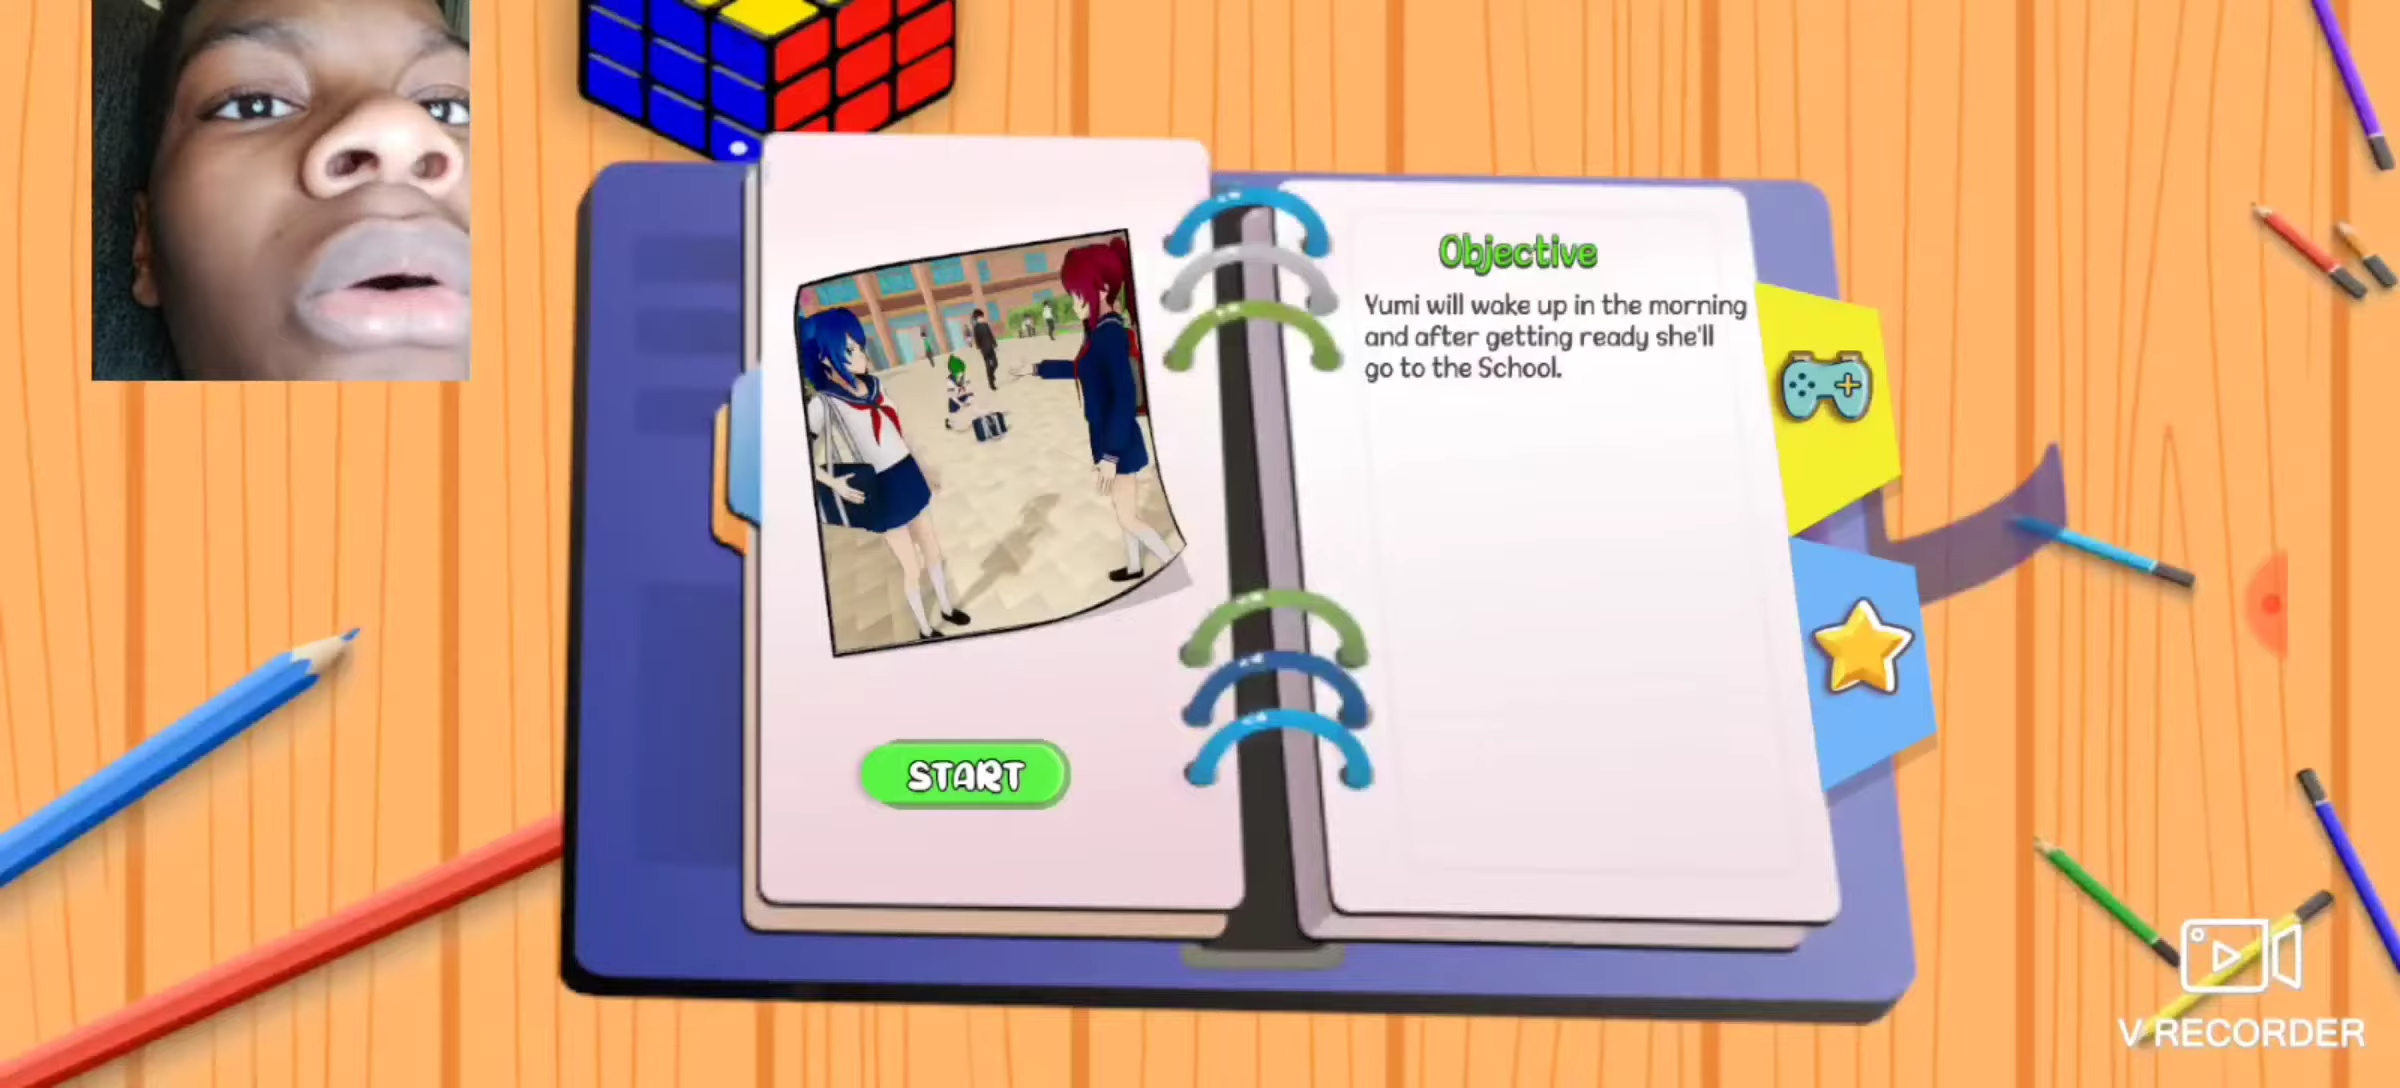 Objective
Yumi will wake up in the morning
and after getting ready she'll
go to the School.
START
V RECORDER